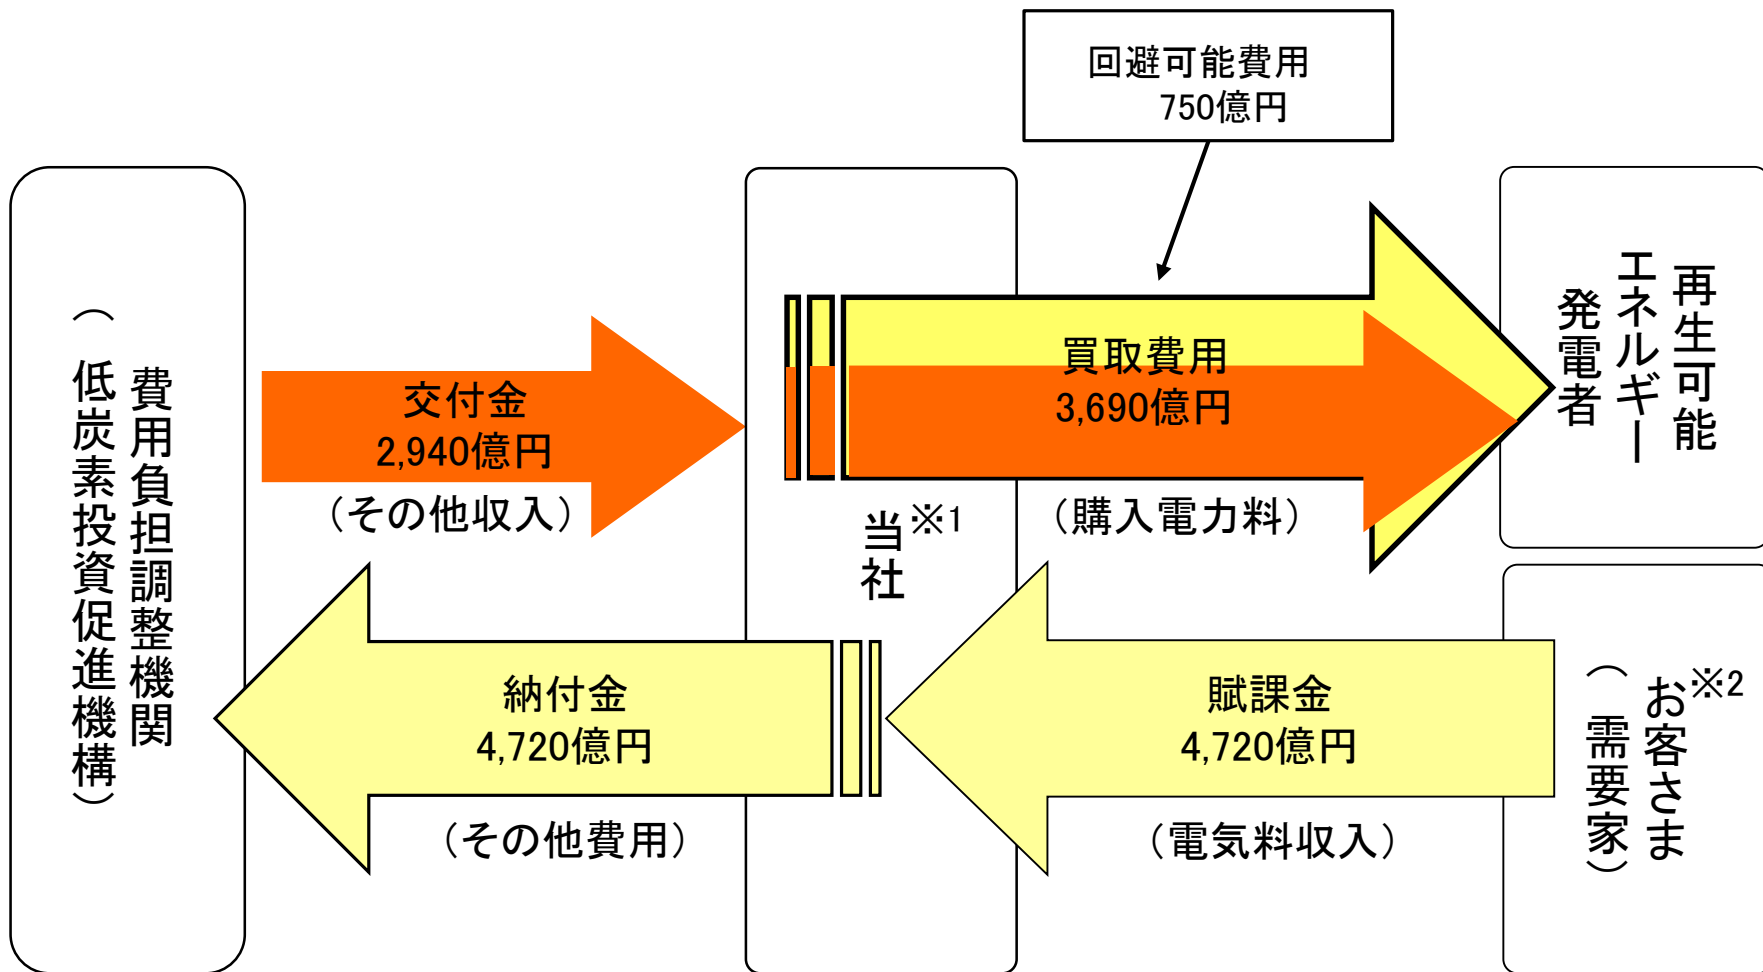 回避可能費用
750億円
費用負担調整機関
(低炭素投資促進機構)
交付金
2,940億円
(その他収入)
当社※1
買取費用
3,690億円
(購入電力料)
再生可能
エネルギー
発電者
納付金
4,720億円
(その他費用)
賦課金
4,720億円
(電気料収入)
お客さま※2
(需要家)